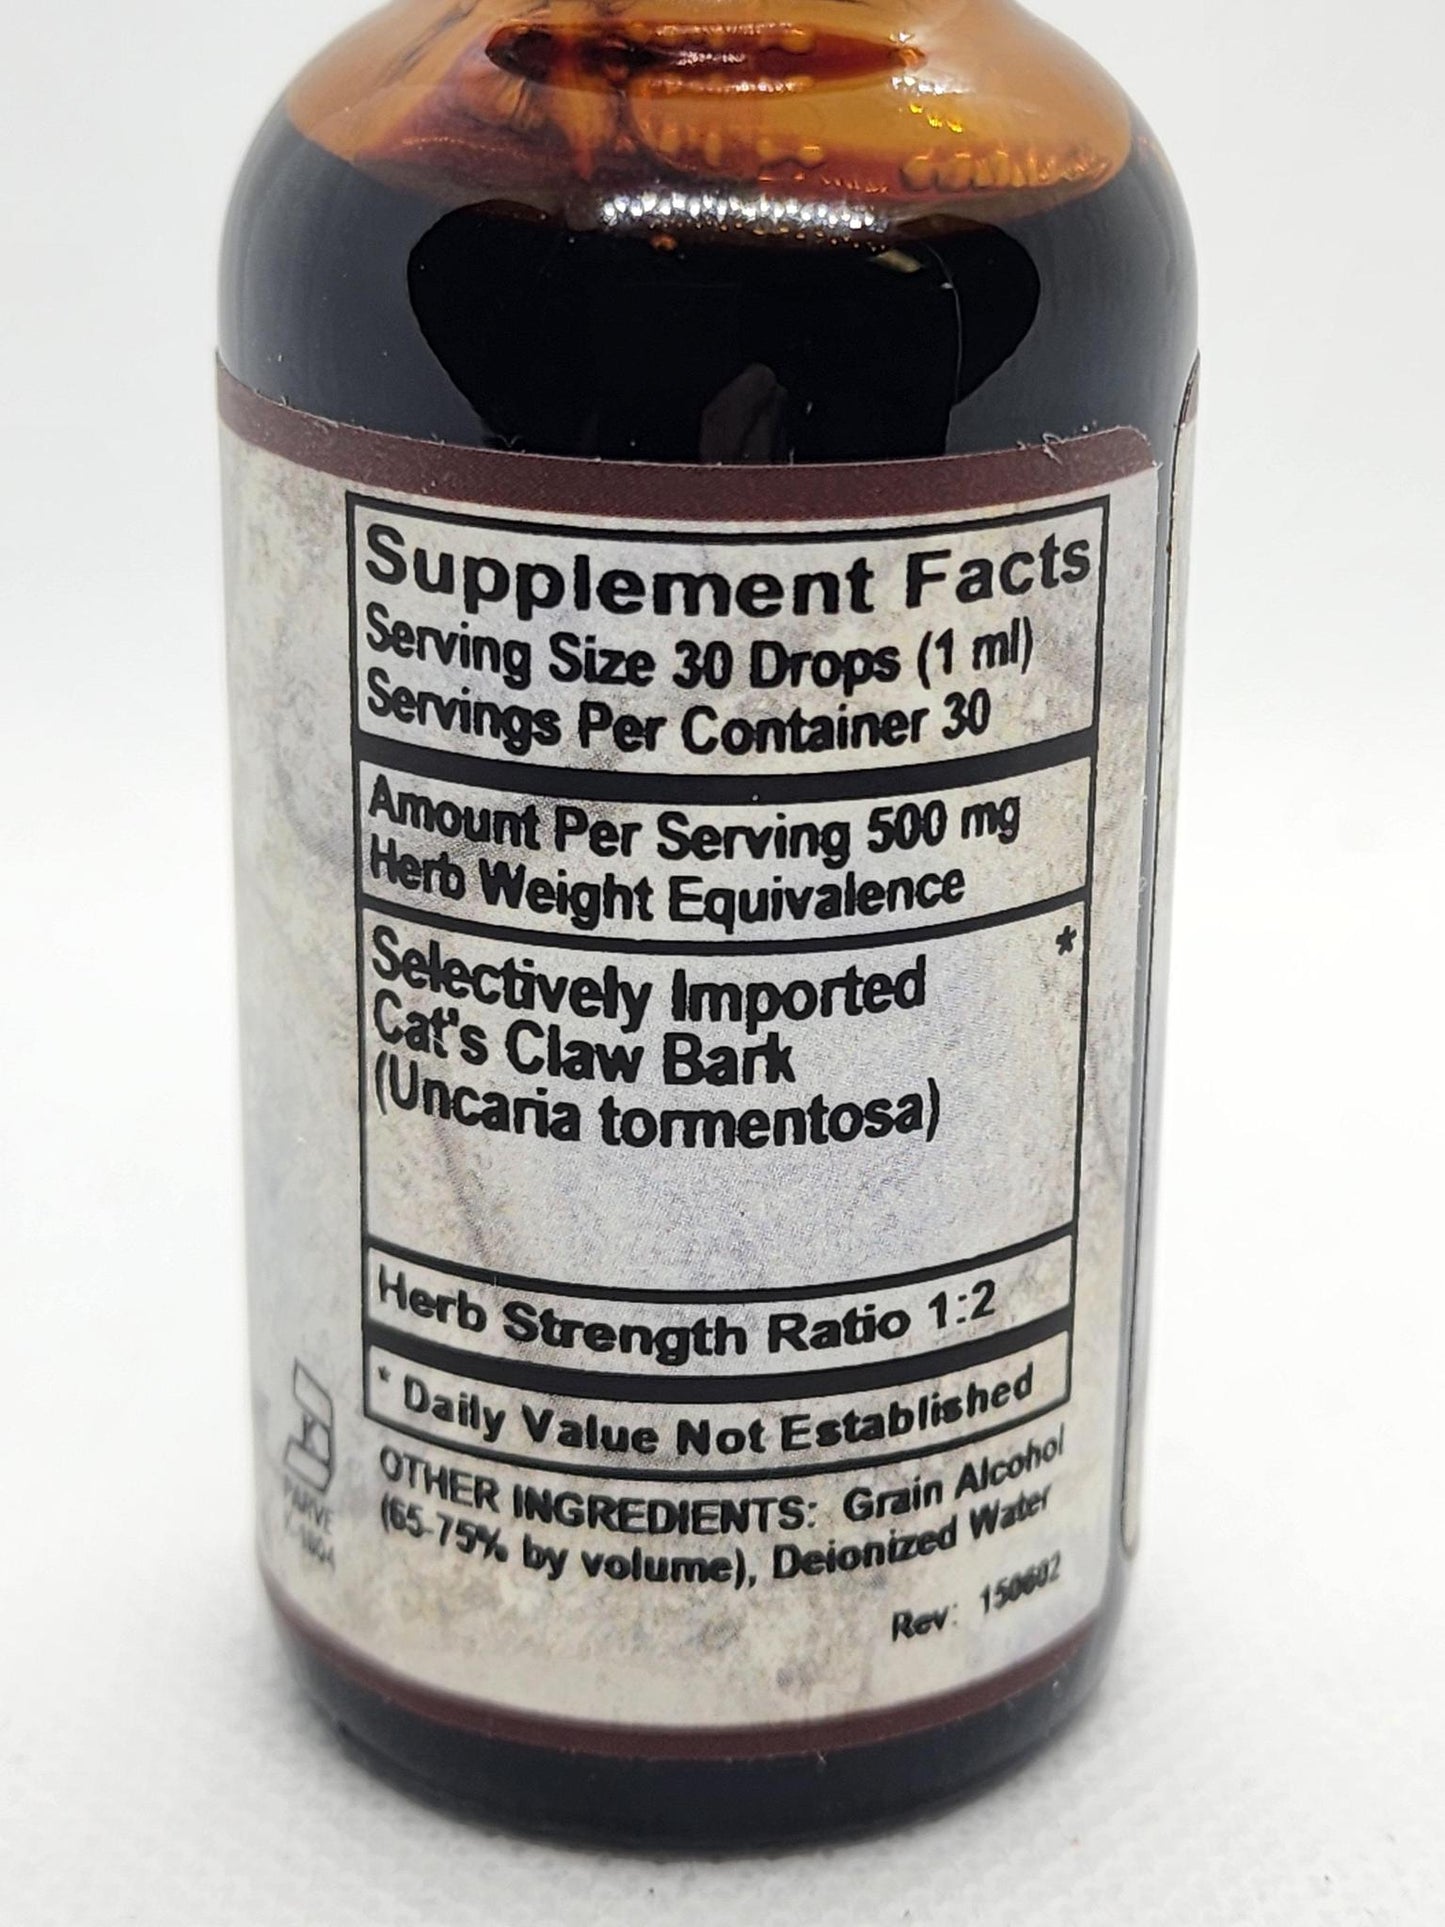 Supplement Facts
Serving Size 30 Drops (1 ml)
Servings Per Container 30
Amount Per Serving 500 mg
Herb Weight Equivalence
Selectively Imported *
Cat's Claw Bark
(Uncaria tormentosa)
Herb Strength Ratio 1:2
* Daily Value Not Established
OTHER INGREDIENTS: Grain Alcohol
(65-75% by volume), Deionized Water
Rev: 150602
PARVE